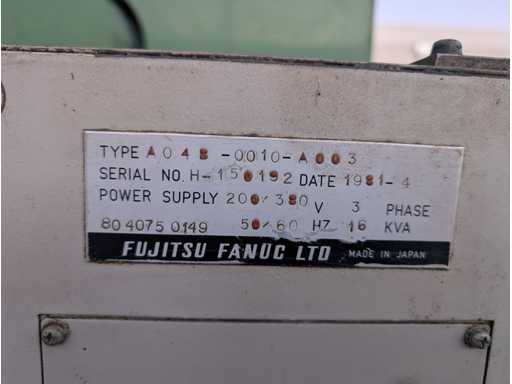 TYPE A04B-0010-A003
SERIAL NO. H-150192 DATE 1981-4
POWER SUPPLY 200/380 V 3 PHASE
80 4075 0149 50/60 HZ 16 KVA
FUJITSU FANUC LTD MADE IN JAPAN